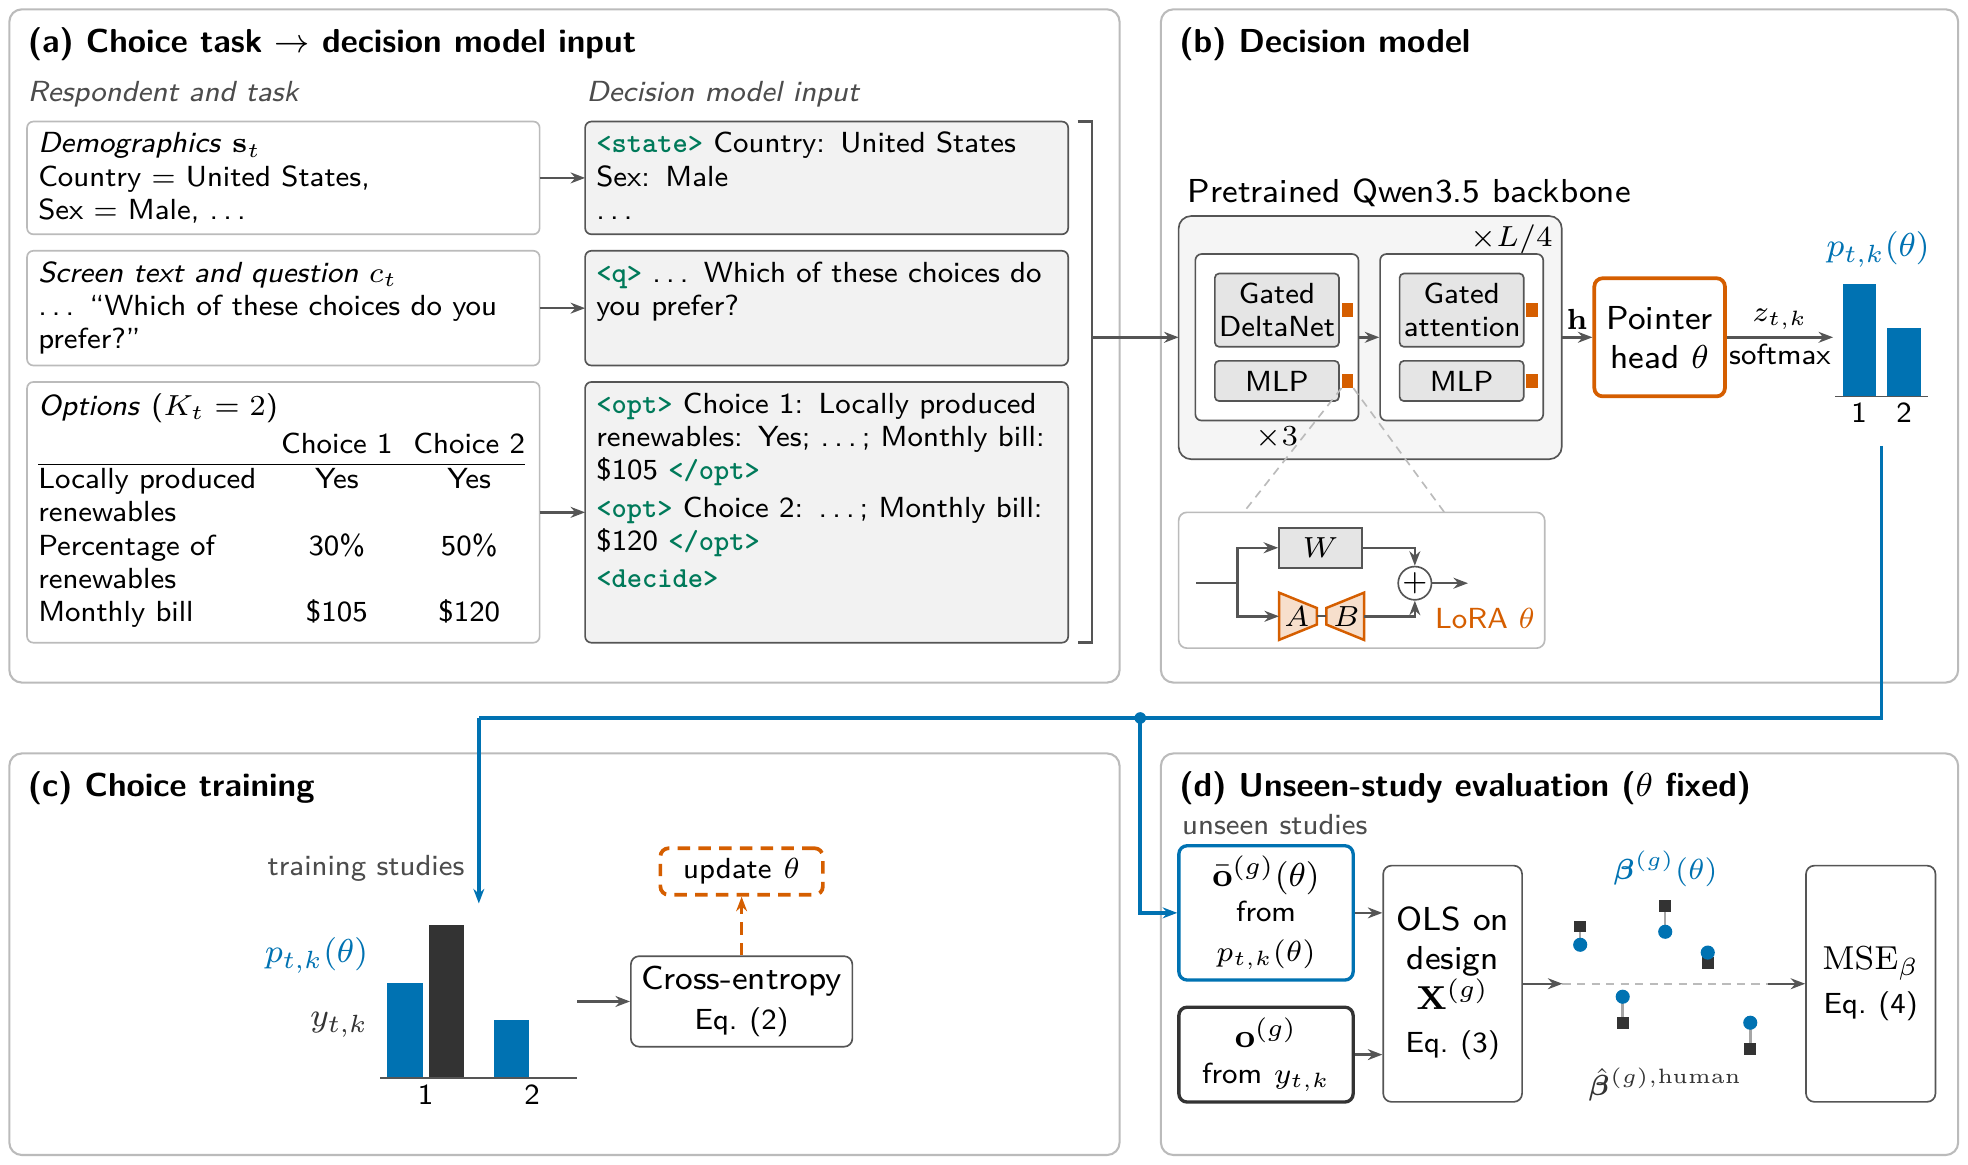 (a) Choice task → decision model input
Respondent and task
Decision model input
Demographics s_t
Country = United States,
Sex = Male, …
<state> Country: United States
Sex: Male
…
Screen text and question c_t
… “Which of these choices do you
prefer?”
<q> … Which of these choices do
you prefer?
Options (K_t = 2)
Choice 1 Choice 2
Locally produced Yes Yes
renewables
Percentage of 30% 50%
renewables
Monthly bill $105 $120
<opt> Choice 1: Locally produced
renewables: Yes; …; Monthly bill:
$105 </opt>
<opt> Choice 2: …; Monthly bill:
$120 </opt>
<decide>
(b) Decision model
Pretrained Qwen3.5 backbone
×L/4
Gated
DeltaNet
MLP
×3
Gated
attention
MLP
h
Pointer
head θ
z_{t,k}
softmax
p_{t,k}(θ)
1 2
W
A B
+
LoRA θ
(c) Choice training
training studies
p_{t,k}(θ)
y_{t,k}
1 2
update θ
Cross-entropy
Eq. (2)
(d) Unseen-study evaluation (θ fixed)
unseen studies
ō^{(g)}(θ)
from
p_{t,k}(θ)
o^{(g)}
from y_{t,k}
OLS on
design
X^{(g)}
Eq. (3)
β^{(g)}(θ)
β̂^{(g),human}
MSE_β
Eq. (4)